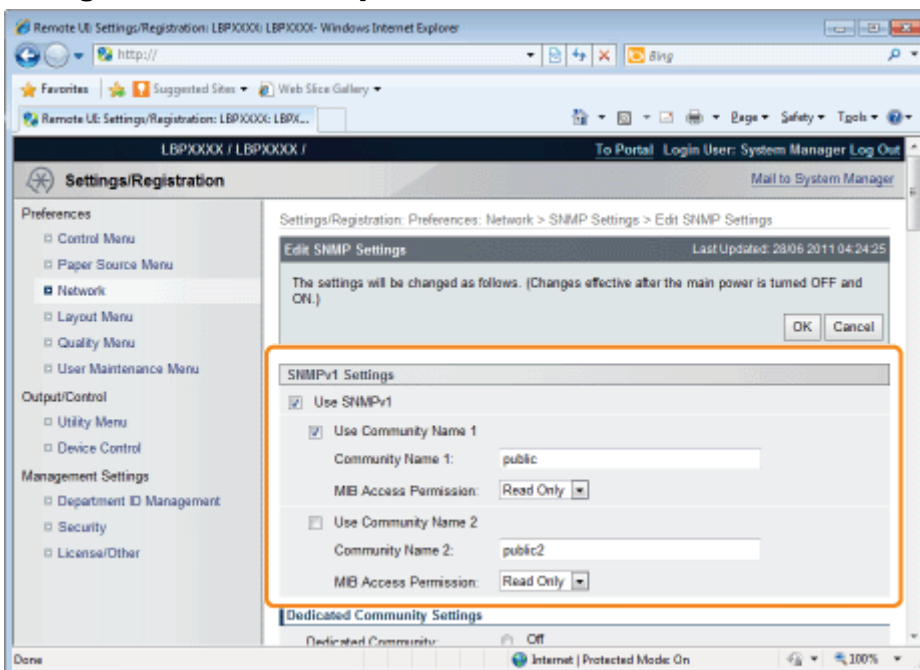 Remote UI: Settings/Registration: LBPXXXX: LBPXXXX- Windows Internet Explorer
http://
Bing
Favorites Suggested Sites Web Slice Gallery
Remote UI: Settings/Registration: LBPXXXX: LBPX...
Page Safety Tools
LBPXXXX / LBPXXXX /
To Portal Login User: System Manager Log Out
Settings/Registration
Mail to System Manager
Preferences
Control Menu
Paper Source Menu
Network
Layout Menu
Quality Menu
User Maintenance Menu
Output/Control
Utility Menu
Device Control
Management Settings
Department ID Management
Security
License/Other
Settings/Registration: Preferences: Network > SNMP Settings > Edit SNMP Settings
Edit SNMP Settings
Last Updated: 28/06 2011 04:24:25
The settings will be changed as follows. (Changes effective after the main power is turned OFF and
ON.)
OK Cancel
SNMPv1 Settings
Use SNMPv1
Use Community Name 1
Community Name 1: public
MIB Access Permission: Read Only
Use Community Name 2
Community Name 2: public2
MIB Access Permission: Read Only
Dedicated Community Settings
Dedicated Community: Off
Done
Internet | Protected Mode: On
100%